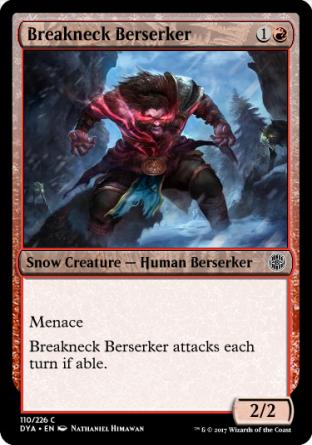 Breakneck Berserker 1
Snow Creature — Human Berserker
Menace
Breakneck Berserker attacks each
turn if able.
2/2
110/226 C
DYA • EN Nathaniel Himawan
™ & © 2017 Wizards of the Coast